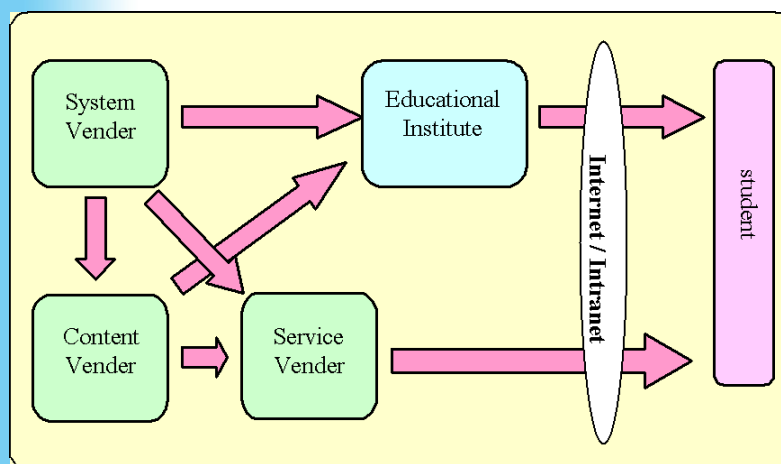 System
Vender
Educational
Institute
Internet / Intranet
student
Content
Vender
Service
Vender